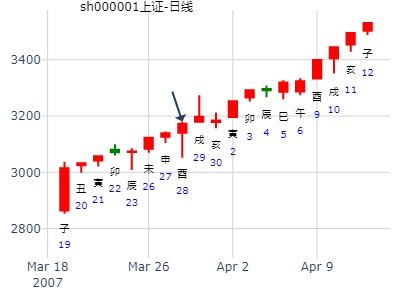 sh000001上证-日线
3400
3200
3000
2800
子
19
丑
20
寅
21
卯
22
辰
23
未
26
申
27
酉
28
戌
29
亥
30
寅
2
卯
3
辰
4
巳
5
午
6
酉
9
戌
10
亥
11
子
12
Mar 18
2007
Mar 26
Apr 2
Apr 9